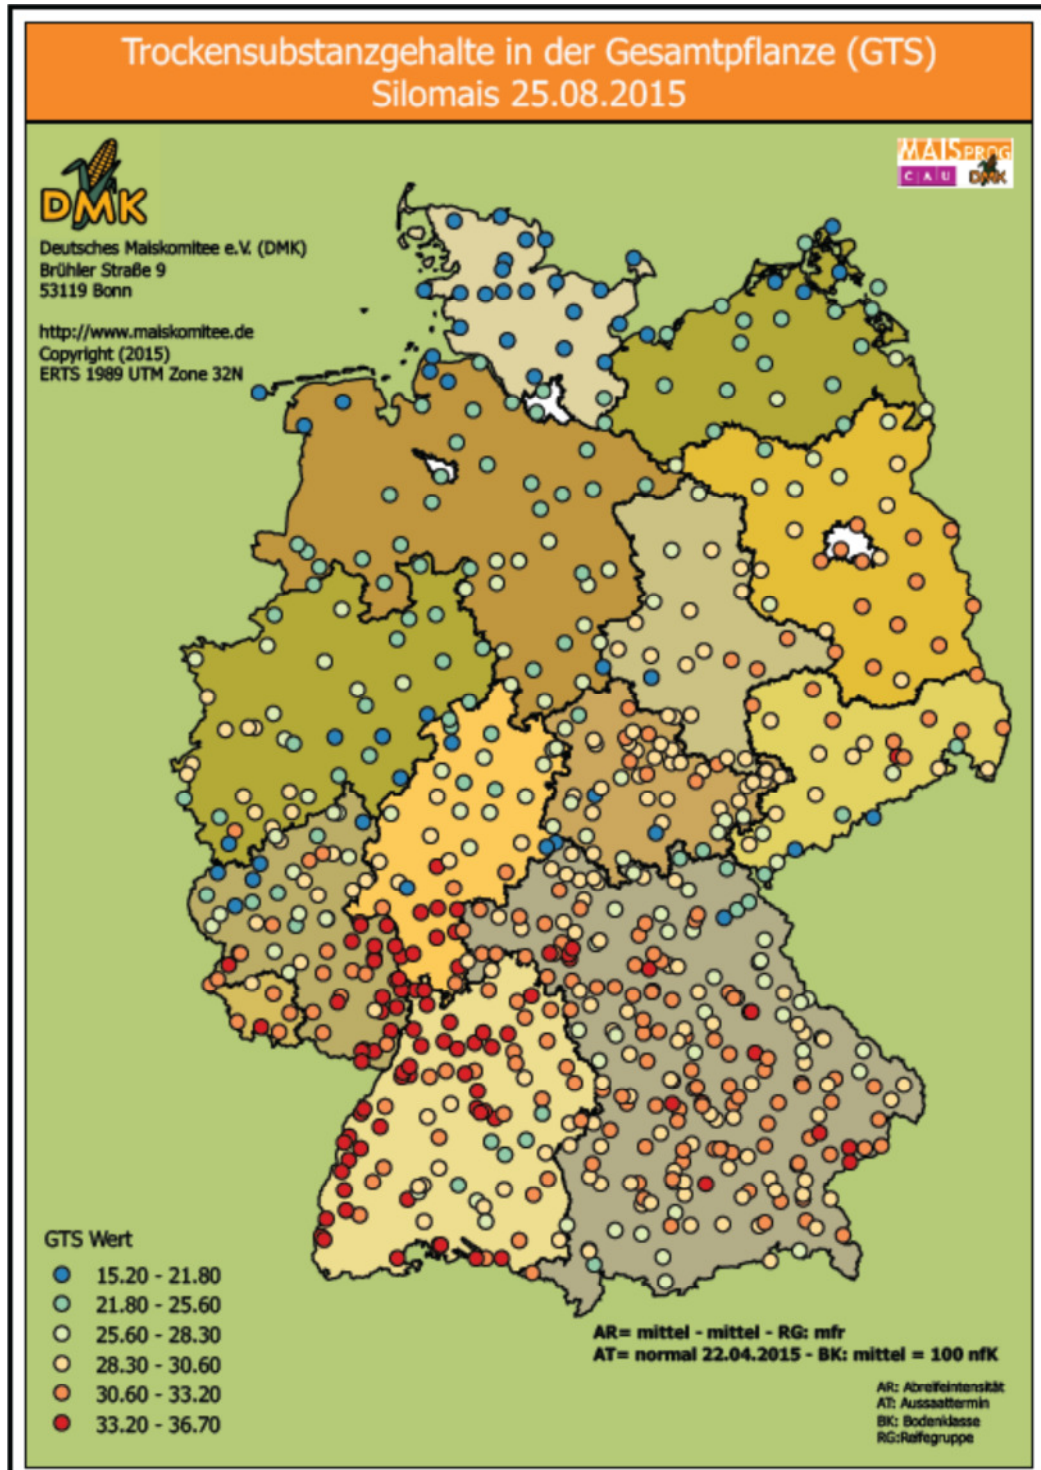 Trockensubstanzgehalte in der Gesamtpflanze (GTS)
Silomais 25.08.2015
DMK
MAISPROG
CAU DMK
Deutsches Maiskomitee e.V. (DMK)
Brühler Straße 9
53119 Bonn
http://www.maiskomitee.de
Copyright (2015)
ERTS 1989 UTM Zone 32N
GTS Wert
15.20 - 21.80
21.80 - 25.60
25.60 - 28.30
28.30 - 30.60
30.60 - 33.20
33.20 - 36.70
AR= mittel - mittel - RG: mfr
AT= normal 22.04.2015 - BK: mittel = 100 nfK
AR: Abreifeintensität
AT: Aussaattermin
BK: Bodenklasse
RG:Reifegruppe